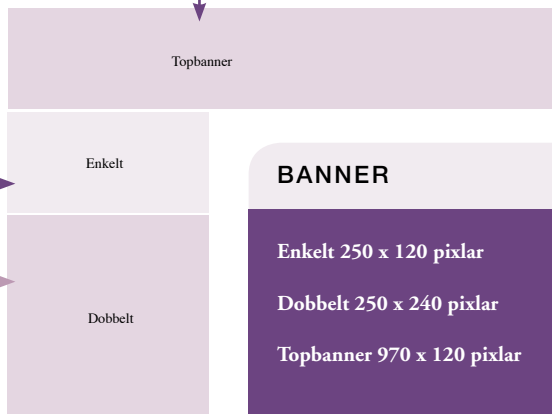 Topbanner
Enkelt
Dobbelt
BANNER
Enkelt 250 x 120 pixlar
Dobbelt 250 x 240 pixlar
Topbanner 970 x 120 pixlar